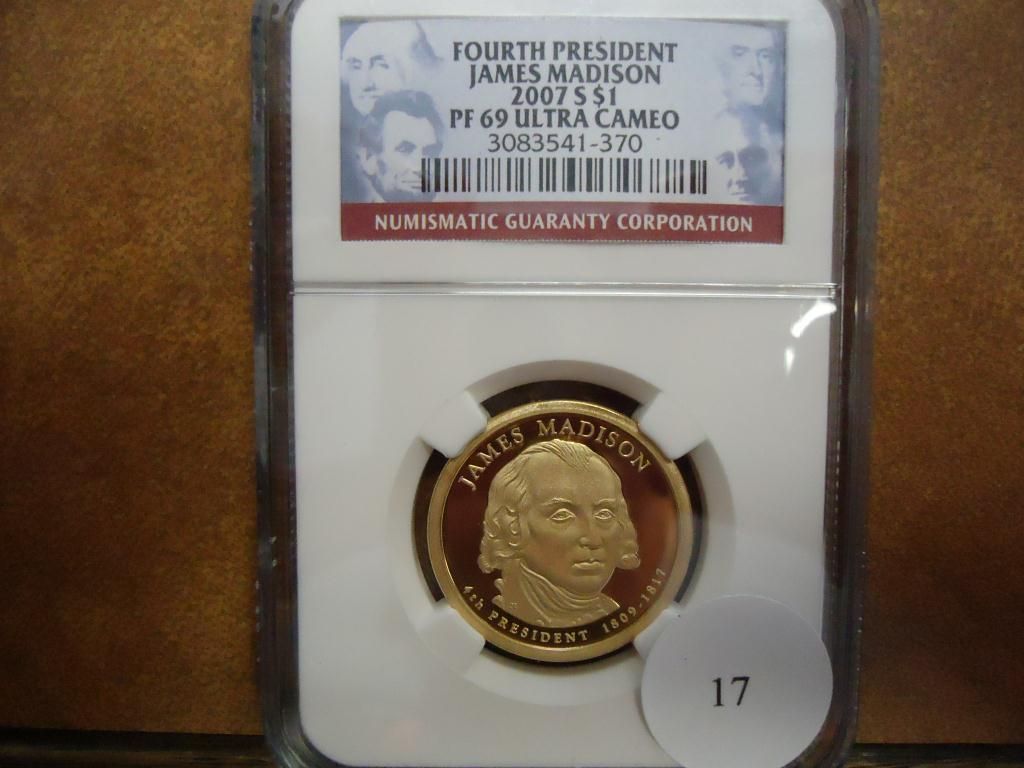 FOURTH PRESIDENT
JAMES MADISON
2007 S $1
PF 69 ULTRA CAMEO
3083541-370
NUMISMATIC GUARANTY CORPORATION
JAMES MADISON
4th PRESIDENT 1809-1817
17